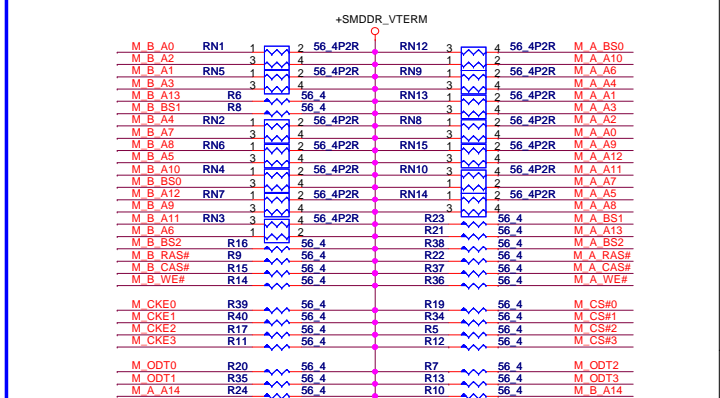 +SMDDR_VTERM
M_B_A0 RN1 1 2 56_4P2R RN12 3 4 56_4P2R M_A_BS0
M_B_A2 3 4 1 2 M_A_A10
M_B_A1 RN5 1 2 56_4P2R RN9 1 2 56_4P2R M_A_A6
M_B_A3 3 4 3 4 M_A_A4
M_B_A13 R6 56_4 RN13 1 2 56_4P2R M_A_A1
M_B_BS1 R8 56_4 3 4 M_A_A3
M_B_A4 RN2 1 2 56_4P2R RN8 1 2 56_4P2R M_A_A2
M_B_A7 3 4 3 4 M_A_A0
M_B_A8 RN6 1 2 56_4P2R RN15 1 2 56_4P2R M_A_A9
M_B_A5 3 4 3 4 M_A_A12
M_B_A10 RN4 1 2 56_4P2R RN10 3 4 56_4P2R M_A_A11
M_B_BS0 3 4 1 2 M_A_A7
M_B_A12 RN7 1 2 56_4P2R RN14 1 2 56_4P2R M_A_A5
M_B_A9 3 4 3 4 M_A_A8
M_B_A11 RN3 3 4 56_4P2R R23 56_4 M_A_BS1
M_B_A6 1 2 R21 56_4 M_A_A13
M_B_BS2 R16 56_4 R38 56_4 M_A_BS2
M_B_RAS# R9 56_4 R22 56_4 M_A_RAS#
M_B_CAS# R15 56_4 R37 56_4 M_A_CAS#
M_B_WE# R14 56_4 R36 56_4 M_A_WE#
M_CKE0 R39 56_4 R19 56_4 M_CS#0
M_CKE1 R40 56_4 R34 56_4 M_CS#1
M_CKE2 R17 56_4 R5 56_4 M_CS#2
M_CKE3 R11 56_4 R12 56_4 M_CS#3
M_ODT0 R20 56_4 R7 56_4 M_ODT2
M_ODT1 R35 56_4 R13 56_4 M_ODT3
M_A_A14 R24 56_4 R10 56_4 M_B_A14